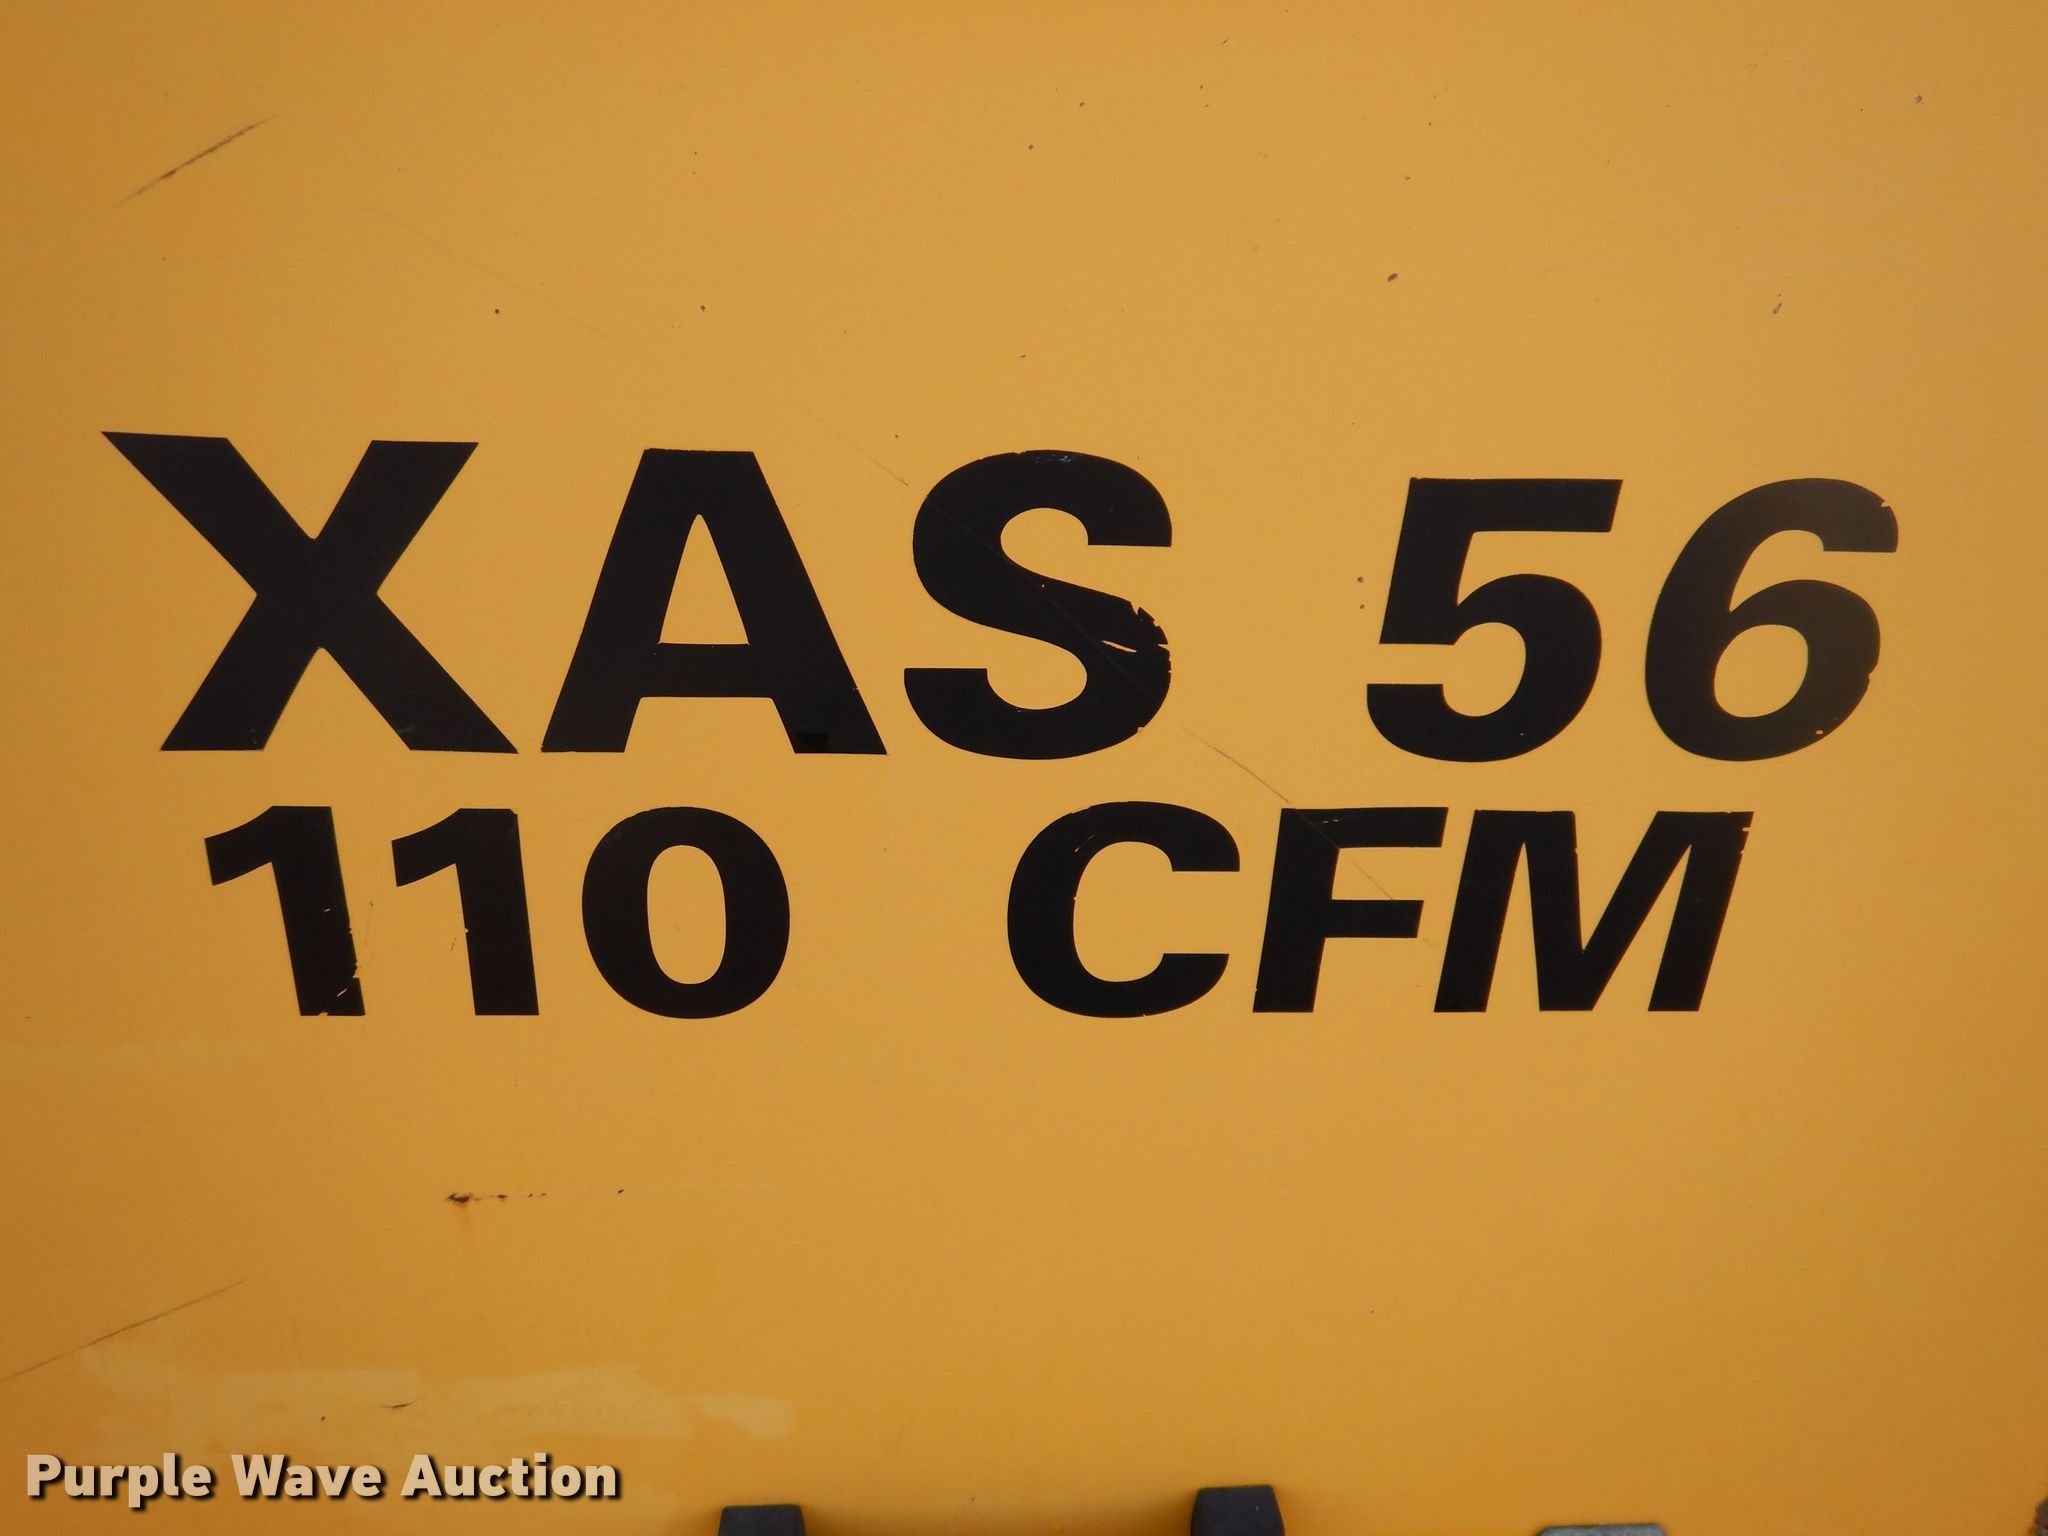 XAS 56
110 CFM
Purple Wave Auction